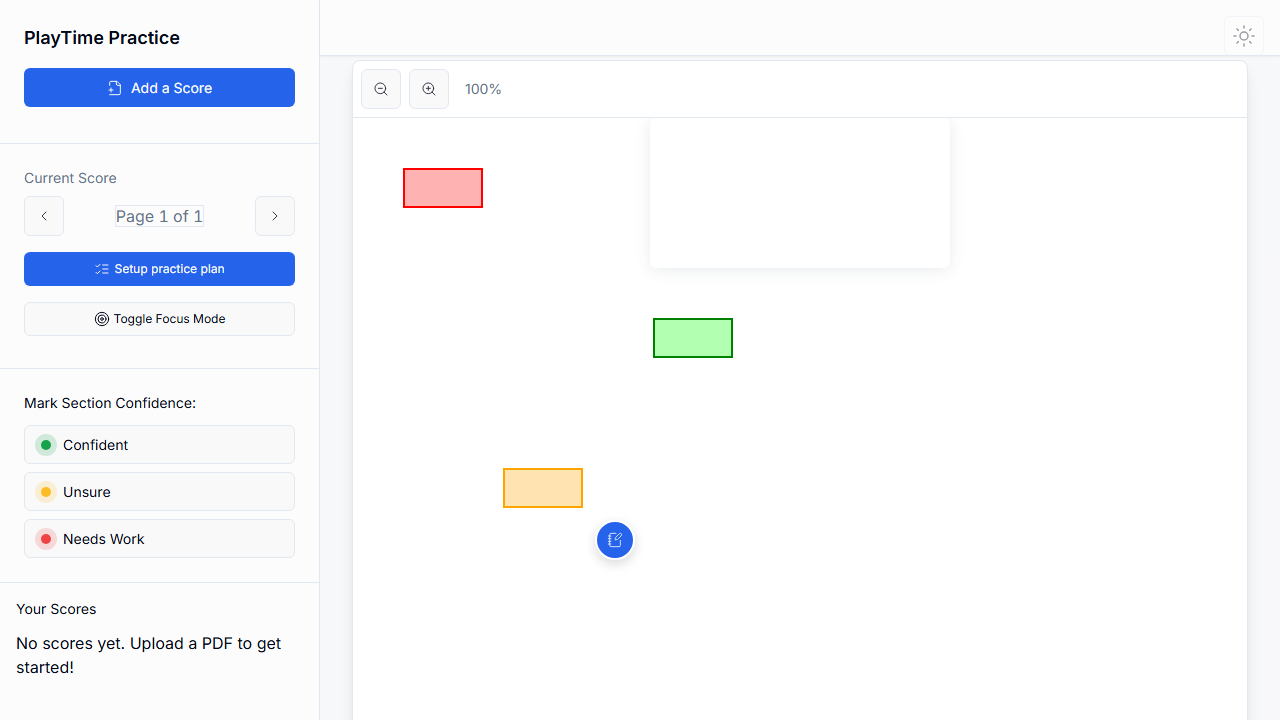 PlayTime Practice
Add a Score
100%
Current Score
Page 1 of 1
Setup practice plan
Toggle Focus Mode
Mark Section Confidence:
Confident
Unsure
Needs Work
Your Scores
No scores yet. Upload a PDF to get
started!